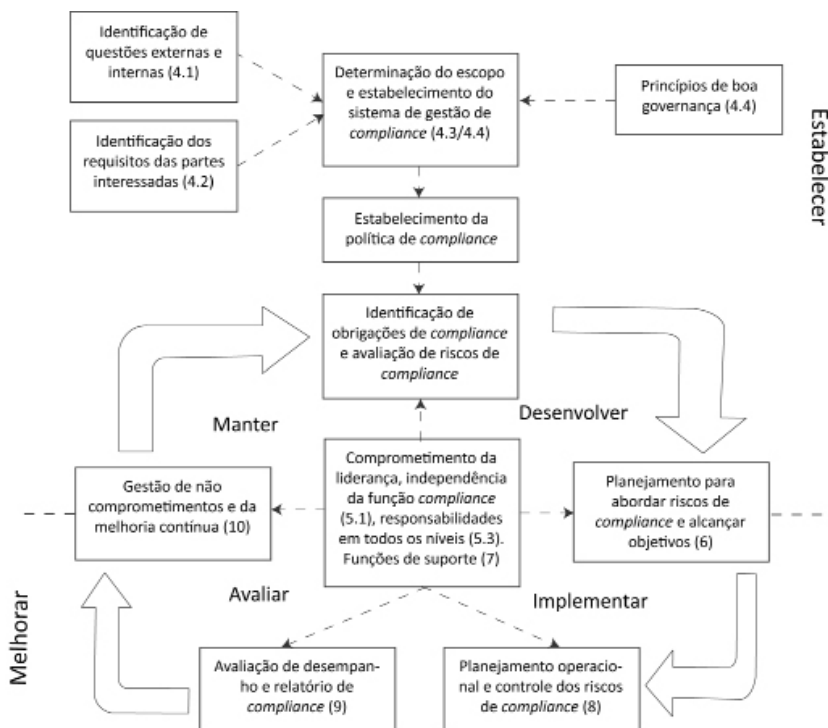 Identificação de
questões externas e
internas (4.1)
Determinação do escopo
e estabelecimento do
sistema de gestão de
compliance (4.3/4.4)
Princípios de boa
governança (4.4)
Identificação dos
requisitos das partes
interessadas (4.2)
Estabelecer
Estabelecimento da
política de compliance
Identificação de
obrigações de compliance
e avaliação de riscos de
compliance
Manter
Desenvolver
Gestão de não
comprometimentos e da
melhoria contínua (10)
Comprometimento da
liderança, independência
da função compliance
(5.1), responsabilidades
em todos os níveis (5.3).
Funções de suporte (7)
Planejamento para
abordar riscos de
compliance e alcançar
objetivos (6)
Avaliar
Implementar
Melhorar
Avaliação de desempan-
ho e relatório de
compliance (9)
Planejamento operacio-
nal e controle dos riscos
de compliance (8)